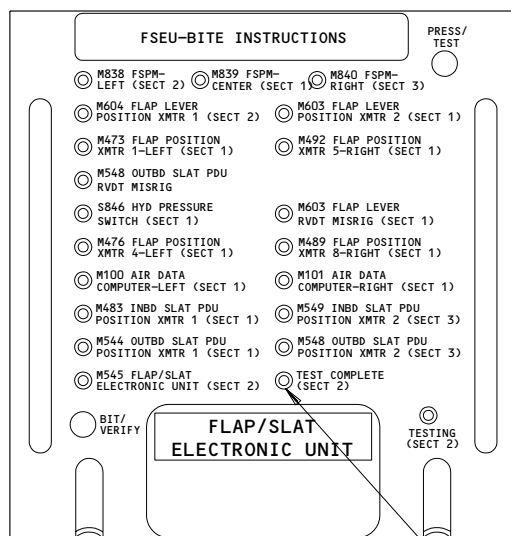 FSEU-BITE INSTRUCTIONS
PRESS/
TEST
M838 FSPM-
LEFT (SECT 2)
M839 FSPM-
CENTER (SECT 1)
M840 FSPM-
RIGHT (SECT 3)
M604 FLAP LEVER
POSITION XMTR 1 (SECT 2)
M603 FLAP LEVER
POSITION XMTR 2 (SECT 1)
M473 FLAP POSITION
XMTR 1-LEFT (SECT 1)
M492 FLAP POSITION
XMTR 5-RIGHT (SECT 1)
M548 OUTBD SLAT PDU
RVDT MISRIG
S846 HYD PRESSURE
SWITCH (SECT 1)
M603 FLAP LEVER
RVDT MISRIG (SECT 1)
M476 FLAP POSITION
XMTR 4-LEFT (SECT 1)
M489 FLAP POSITION
XMTR 8-RIGHT (SECT 1)
M100 AIR DATA
COMPUTER-LEFT (SECT 1)
M101 AIR DATA
COMPUTER-RIGHT (SECT 1)
M483 INBD SLAT PDU
POSITION XMTR 1 (SECT 1)
M549 INBD SLAT PDU
POSITION XMTR 2 (SECT 3)
M544 OUTBD SLAT PDU
POSITION XMTR 1 (SECT 1)
M548 OUTBD SLAT PDU
POSITION XMTR 2 (SECT 3)
M545 FLAP/SLAT
ELECTRONIC UNIT (SECT 2)
TEST COMPLETE
(SECT 2)
BIT/
VERIFY
FLAP/SLAT
ELECTRONIC UNIT
TESTING
(SECT 2)